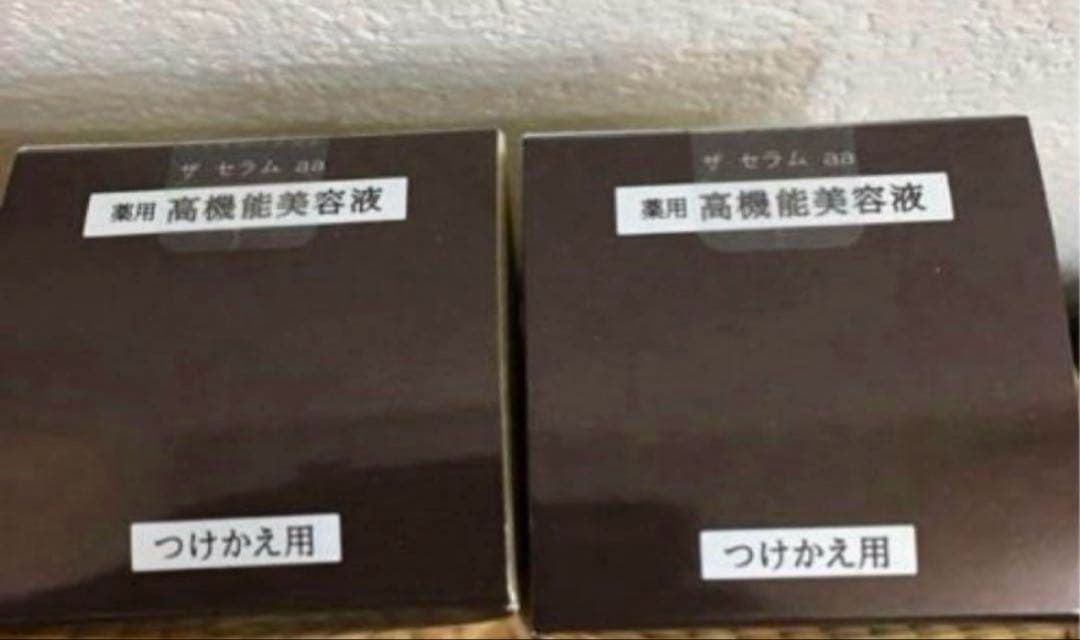 ザ セラム aa
薬用 高機能美容液
つけかえ用
ザ セラム aa
薬用 高機能美容液
つけかえ用